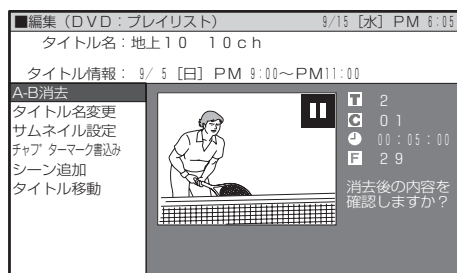 ■編集（DVD：プレイリスト） 9/15［水］PM 6:05
タイトル名：地上10 10ch
タイトル情報： 9/ 5［日］PM 9:00～PM11:00
A-B消去
タイトル名変更
サムネイル設定
ﾁｬﾌﾟﾀｰﾏｰｸ書込み
シーン追加
タイトル移動
T 2
C 01
00：05：00
F 29
消去後の内容を
確認しますか？